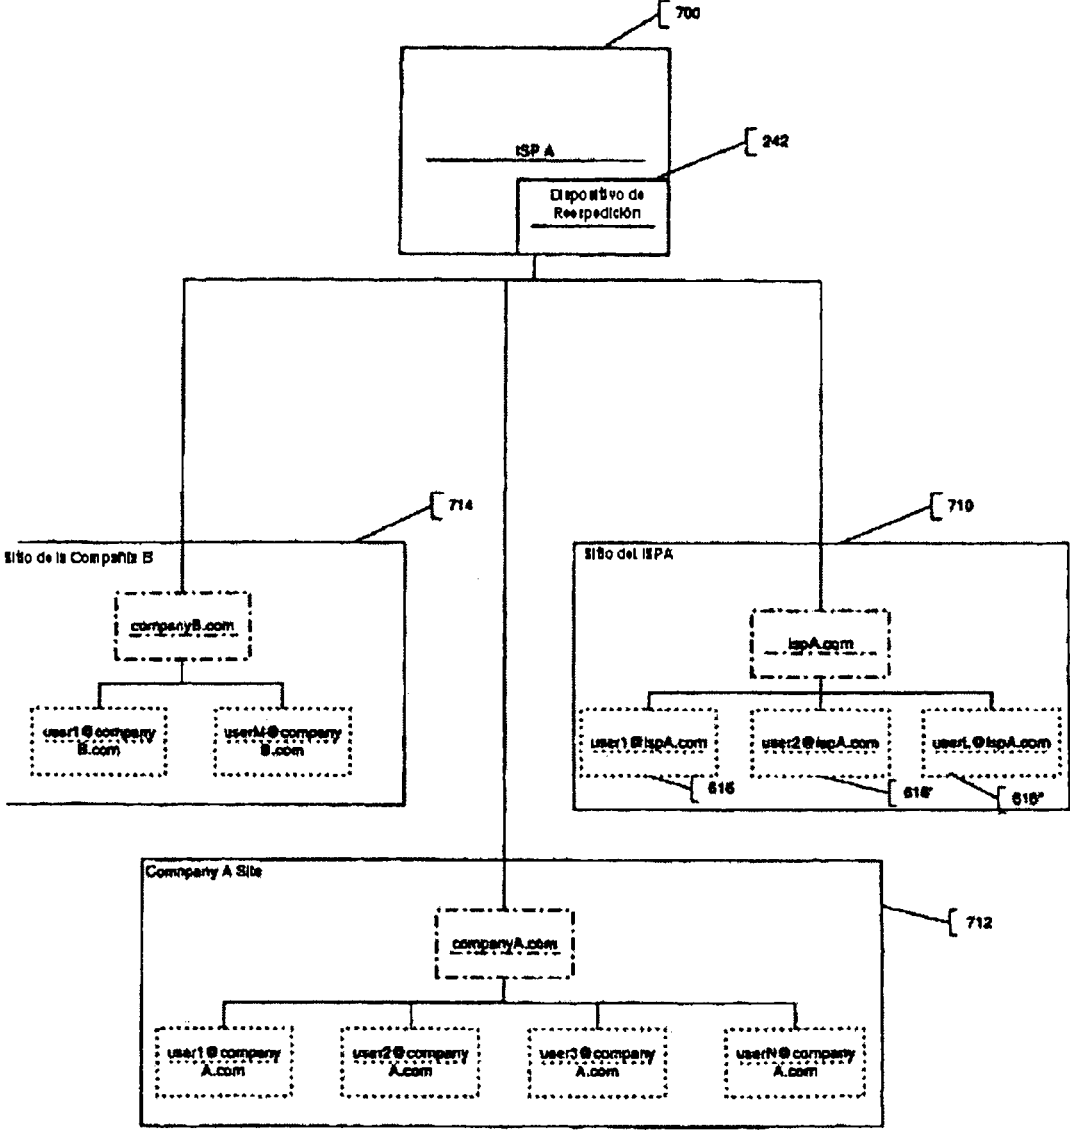 700
242
ISP A
Dispositivo de
Reexpedición
714
710
Sitio de la Compañía B
Sitio del ISPA
companyB.com
ispA.com
user1@company
B.com
userM@company
B.com
user1@ispA.com
user2@ispA.com
userL@ispA.com
616
616'
616"
Comnpany A Site
712
companyA.com
user1@company
A.com
user2@company
A.com
user3@company
A.com
userN@company
A.com